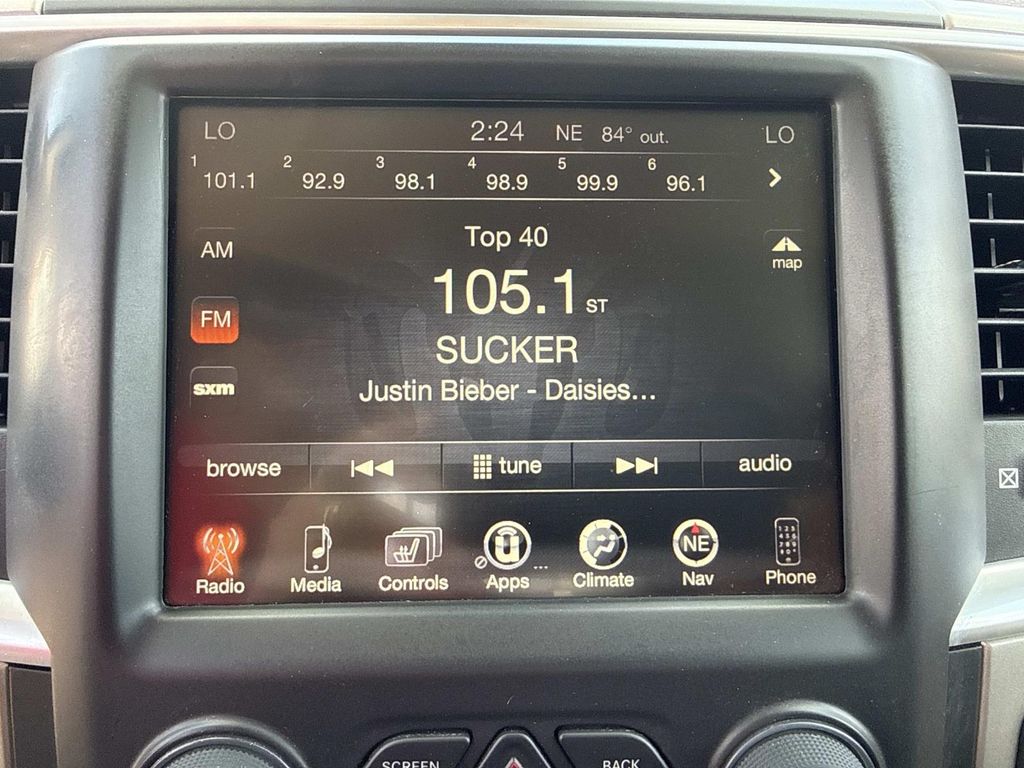 LO 2:24 NE 84° out. LO
1 101.1 2 92.9 3 98.1 4 98.9 5 99.9 6 96.1
Top 40
AM
map
105.1 ST
FM
SUCKER
sxm
Justin Bieber - Daisies...
browse tune audio
NE
Radio Media Controls Apps Climate Nav Phone
SCREEN BACK